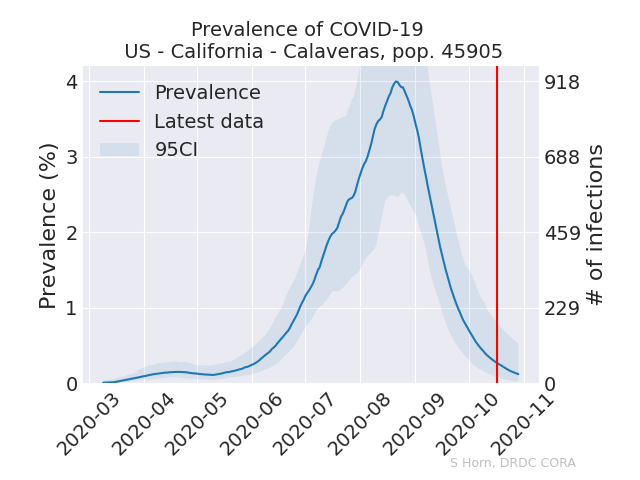 Prevalence of COVID-19
US - California - Calaveras, pop. 45905
Prevalence
Latest data
95CI
Prevalence (%)
4
3
2
1
0
918
688
459
229
0
# of infections
2020-03
2020-04
2020-05
2020-06
2020-07
2020-08
2020-09
2020-10
2020-11
S Horn, DRDC CORA